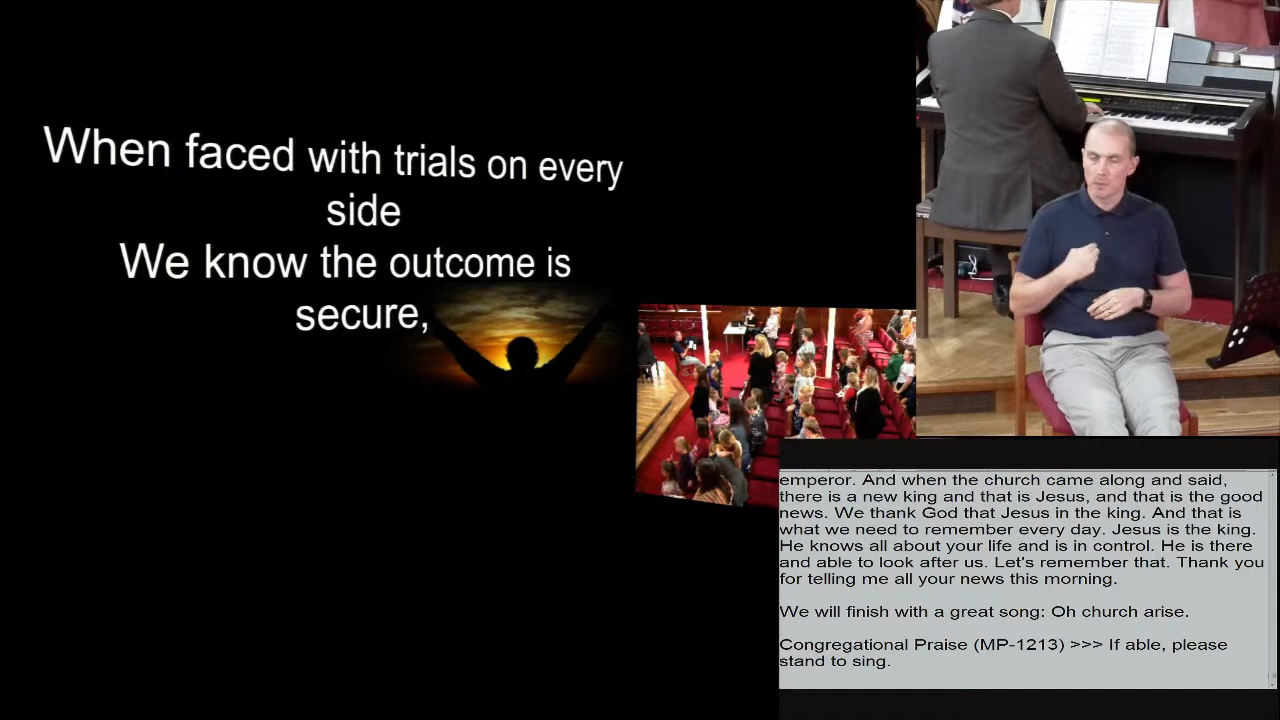 When faced with trials on every
side
We know the outcome is
secure,
emperor. And when the church came along and said,
there is a new king and that is Jesus, and that is the good
news. We thank God that Jesus in the king. And that is
what we need to remember every day. Jesus is the king.
He knows all about your life and is in control. He is there
and able to look after us. Let's remember that. Thank you
for telling me all your news this morning.
We will finish with a great song: Oh church arise.
Congregational Praise (MP-1213) >>> If able, please
stand to sing.